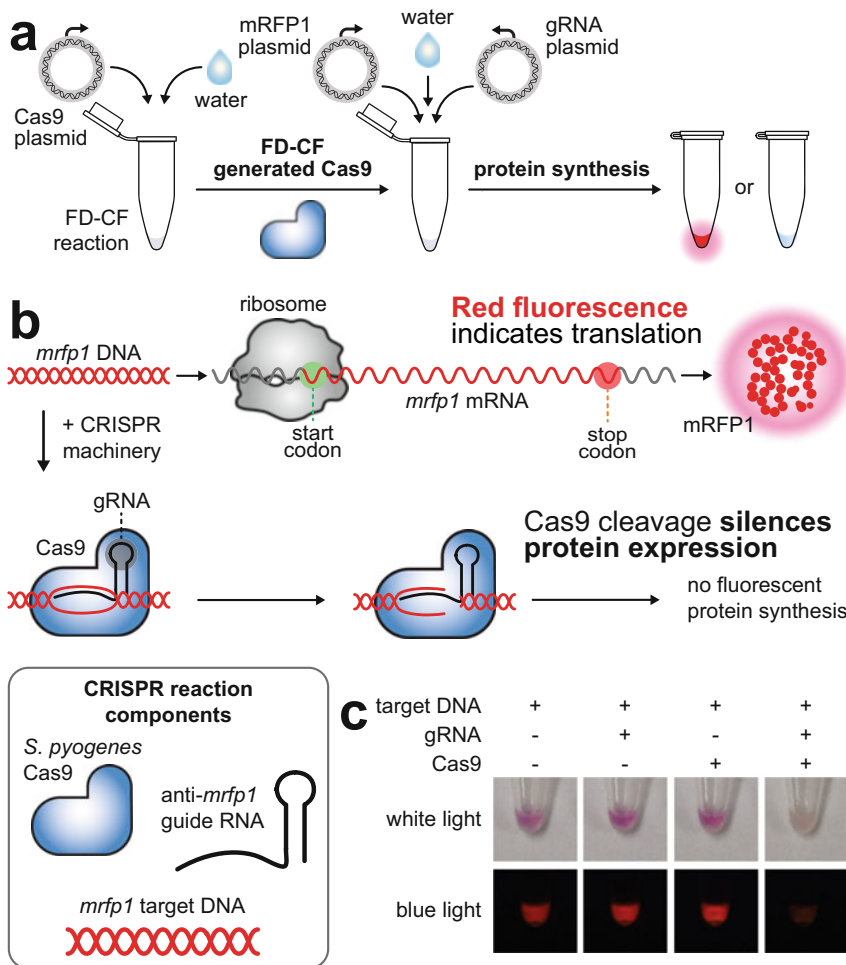 a
mRFP1
plasmid
water
gRNA
plasmid
Cas9
plasmid
water
FD-CF
generated Cas9
protein synthesis
or
FD-CF
reaction
b
ribosome
Red fluorescence
indicates translation
mrfp1 DNA
mrfp1 mRNA
start
codon
stop
codon
mRFP1
+ CRISPR
machinery
gRNA
Cas9
Cas9 cleavage silences
protein expression
no fluorescent
protein synthesis
CRISPR reaction
components
S. pyogenes
Cas9
anti-mrfp1
guide RNA
mrfp1 target DNA
c
target DNA + + + +
gRNA - + - +
Cas9 - - + +
white light
blue light